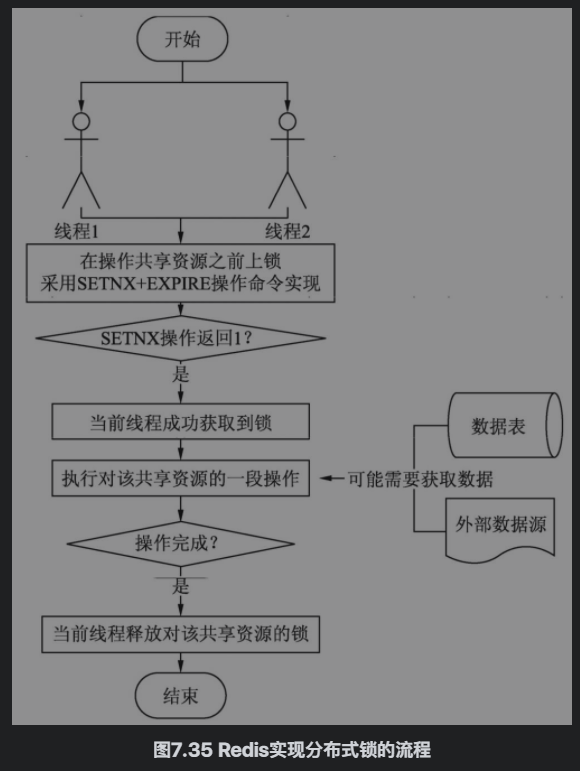 开始
线程1
线程2
在操作共享资源之前上锁
采用SETNX+EXPIRE操作命令实现
SETNX操作返回1?
是
当前线程成功获取到锁
数据表
执行对该共享资源的一段操作
可能需要获取数据
外部数据源
操作完成?
是
当前线程释放对该共享资源的锁
结束
图7.35 Redis实现分布式锁的流程